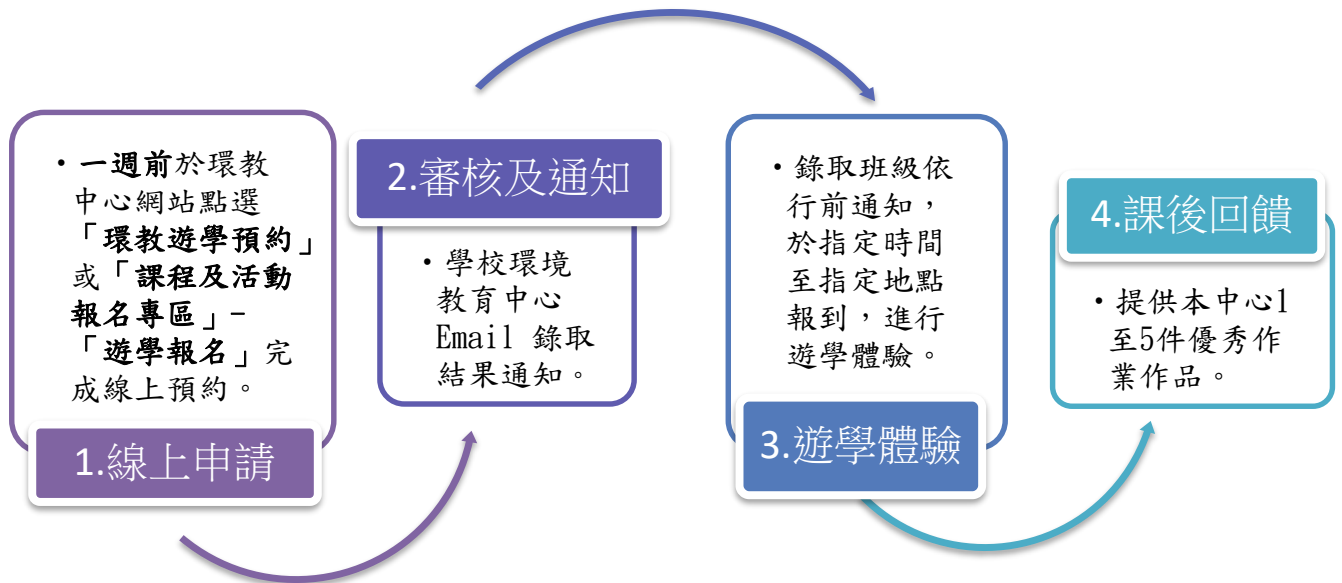 ・一週前於環教
中心網站點選
「環教遊學預約」
或「課程及活動
報名專區」-
「遊學報名」完
成線上預約。
1.線上申請
2.審核及通知
・學校環境
教育中心
Email 錄取
結果通知。
・錄取班級依
行前通知，
於指定時間
至指定地點
報到，進行
遊學體驗。
3.遊學體驗
4.課後回饋
・提供本中心1
至5件優秀作
業作品。